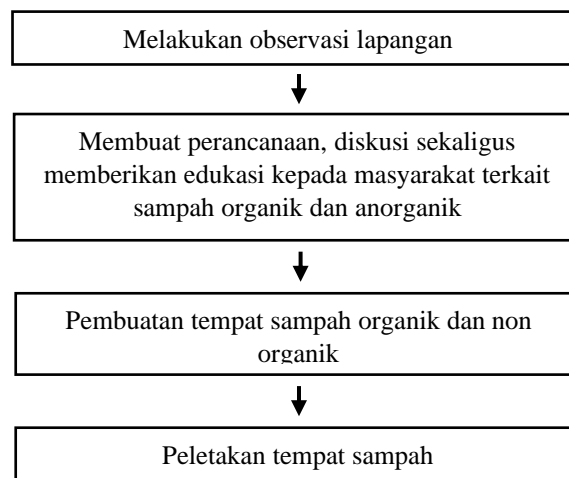 Melakukan observasi lapangan
Membuat perancanaan, diskusi sekaligus
memberikan edukasi kepada masyarakat terkait
sampah organik dan anorganik
Pembuatan tempat sampah organik dan non
organik
Peletakan tempat sampah